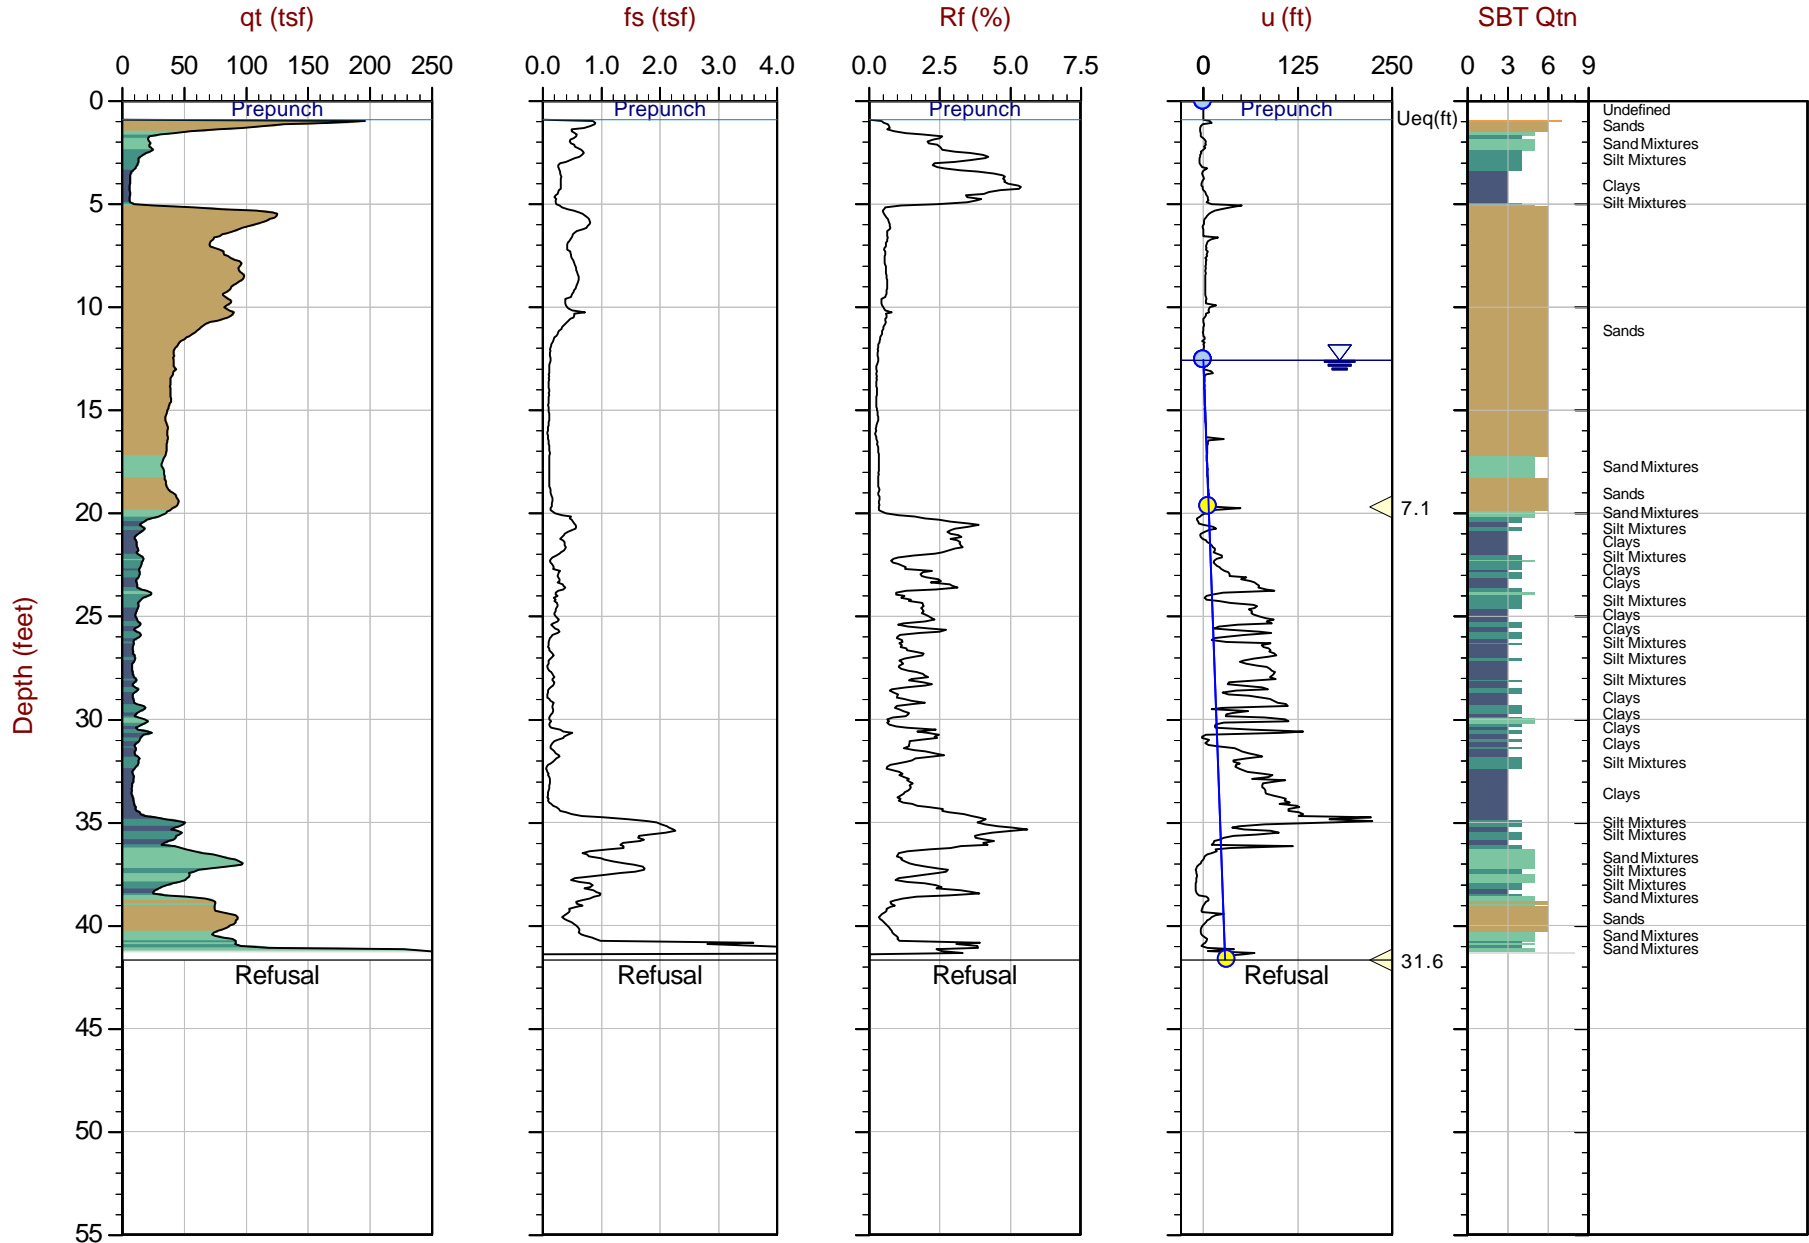 qt (tsf) fs (tsf) Rf (%) u (ft) SBT Qtn
0 50 100 150 200 250 0.0 1.0 2.0 3.0 4.0 0.0 2.5 5.0 7.5 0 125 250 0 3 6 9
0
Prepunch Prepunch Prepunch Prepunch
Ueq(ft)
Undefined
Sands
Sand Mixtures
Silt Mixtures
Clays
5
Silt Mixtures
10
Sands
15
Sand Mixtures
Sands
7.1
20
Sand Mixtures
Silt Mixtures
Clays
Silt Mixtures
Clays
Clays
Silt Mixtures
25
Clays
Clays
Silt Mixtures
Silt Mixtures
Silt Mixtures
Clays
30
Clays
Clays
Clays
Silt Mixtures
Clays
35
Silt Mixtures
Silt Mixtures
Sand Mixtures
Silt Mixtures
Silt Mixtures
Sand Mixtures
40
Sands
Sand Mixtures
Sand Mixtures
31.6
Refusal Refusal Refusal Refusal
45
50
55
Depth (feet)